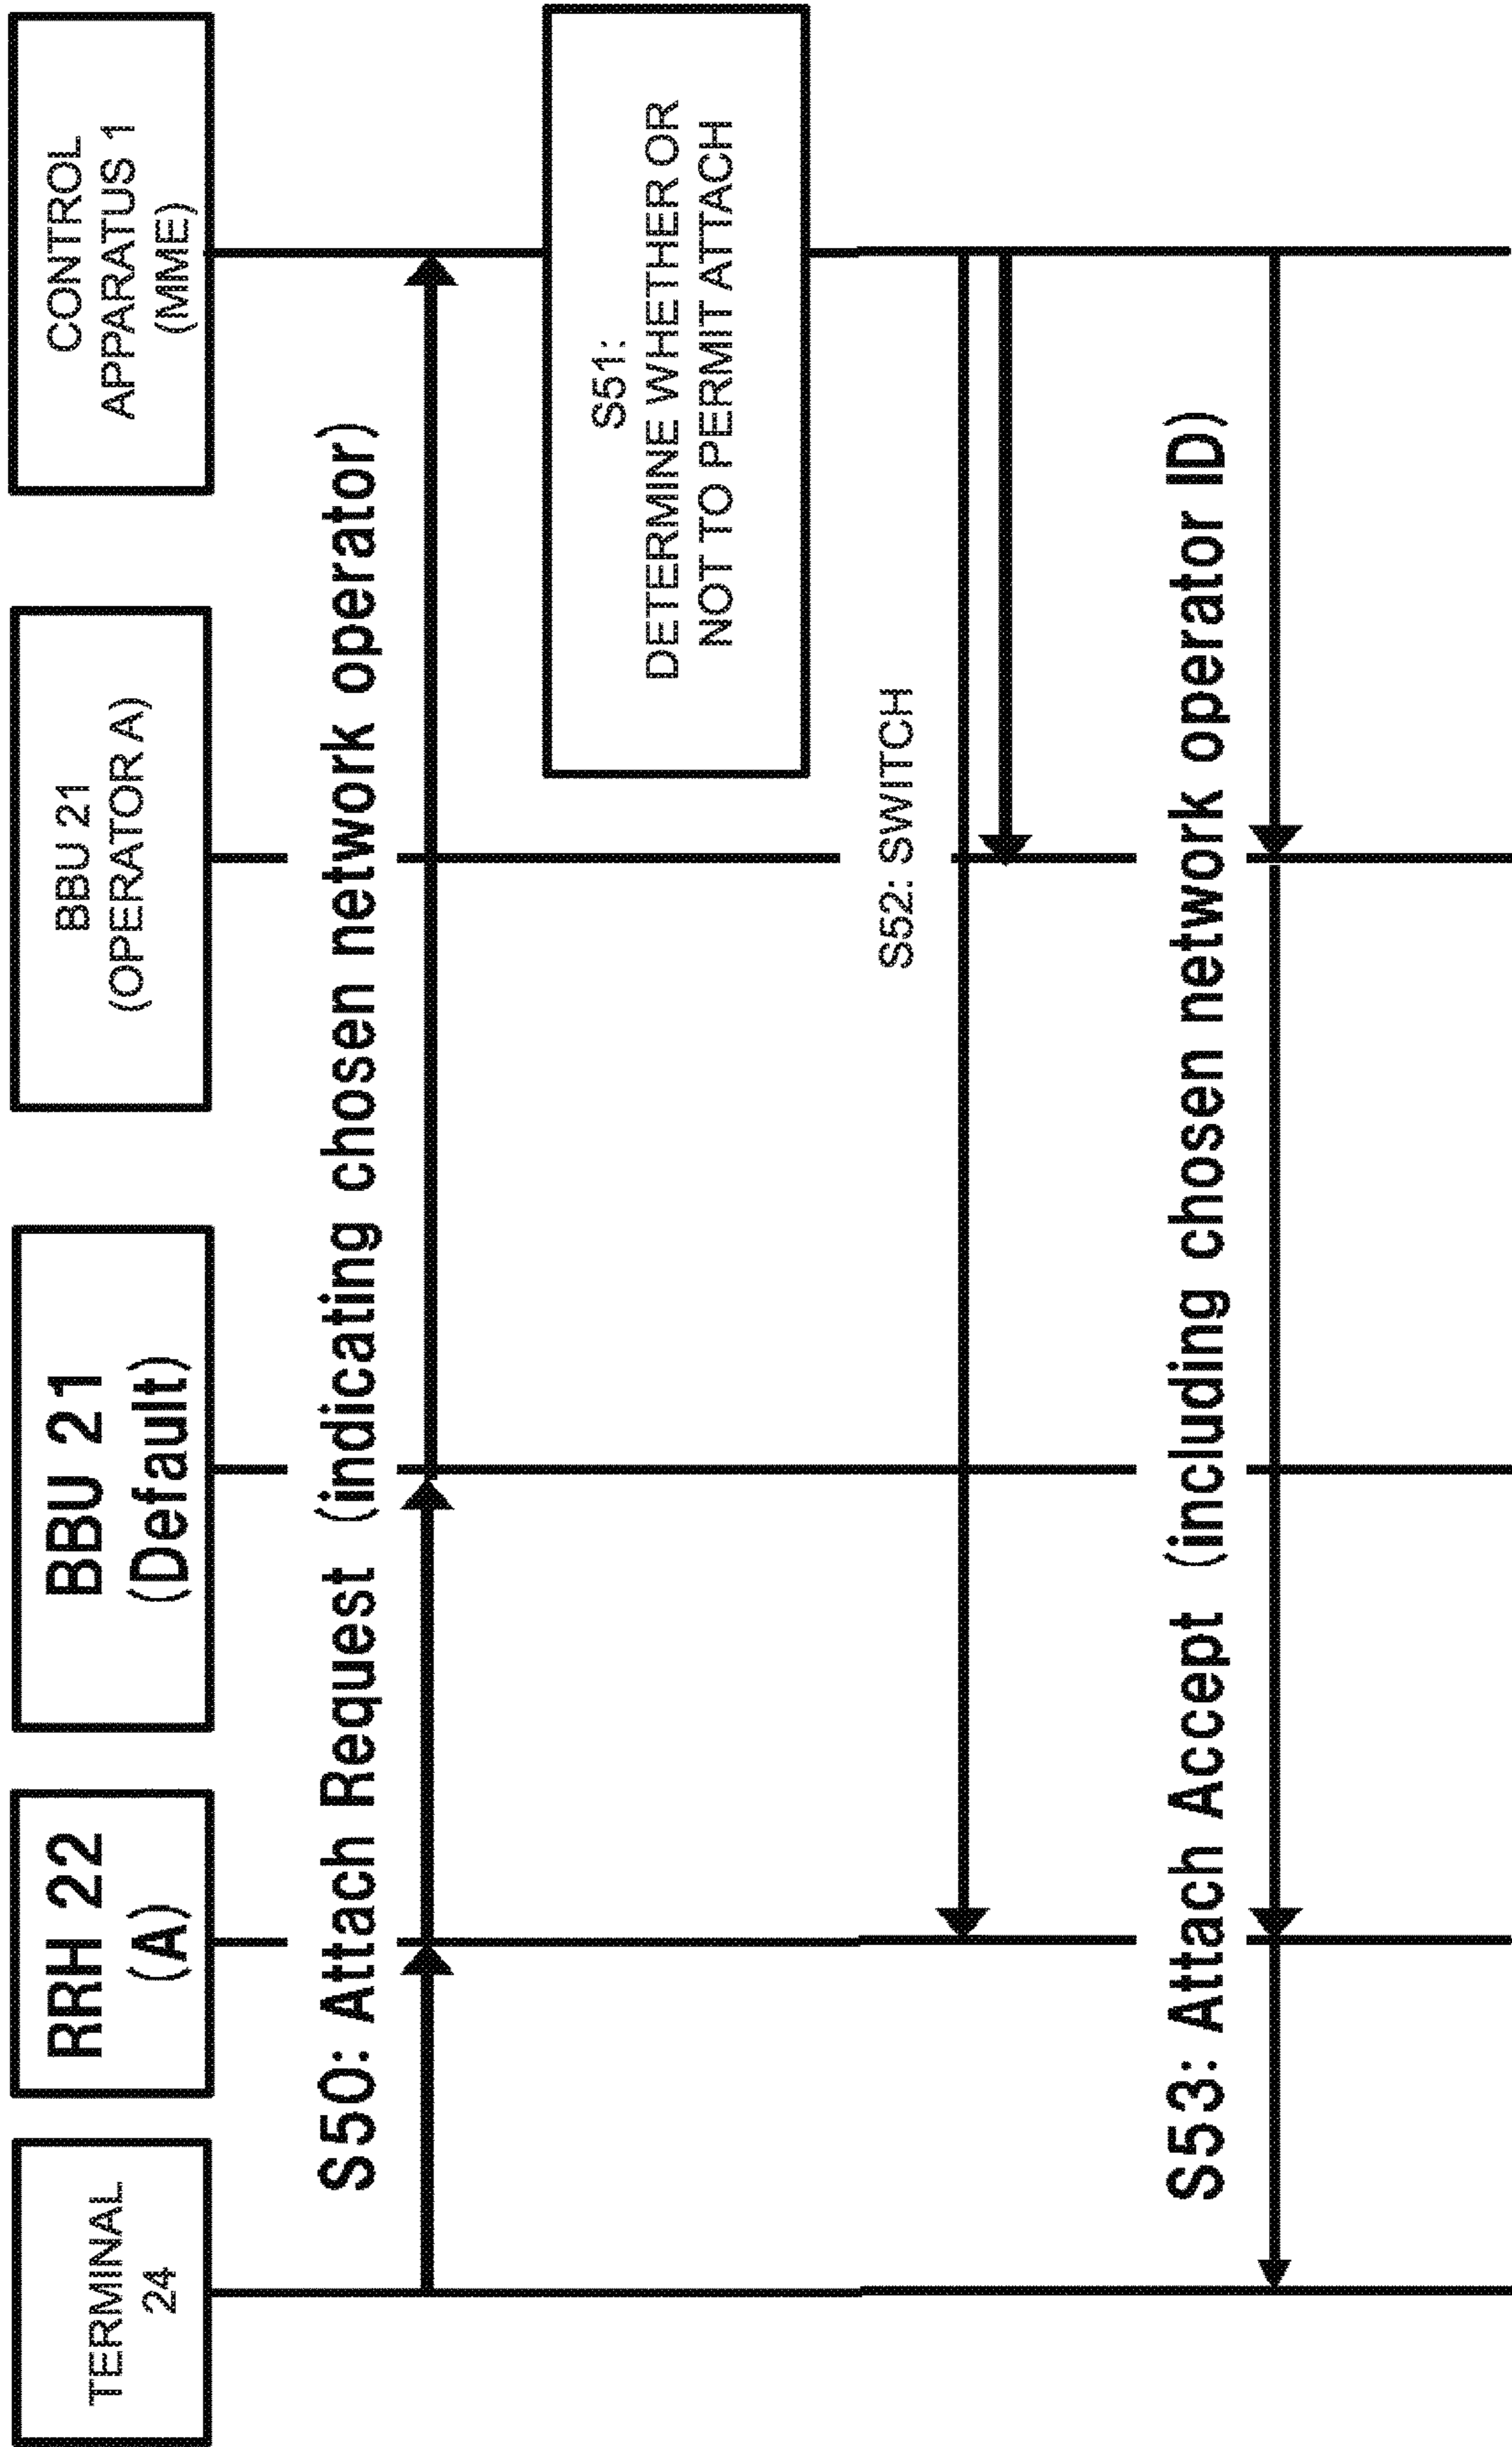 TERMINAL
24
RRH 22
(A)
BBU 21
(Default)
BBU 21
(OPERATOR A)
CONTROL
APPARATUS 1
(MME)
S50: Attach Request (indicating chosen network operator)
S51:
DETERMINE WHETHER OR
NOT TO PERMIT ATTACH
S52: SWITCH
S53: Attach Accept (including chosen network operator ID)